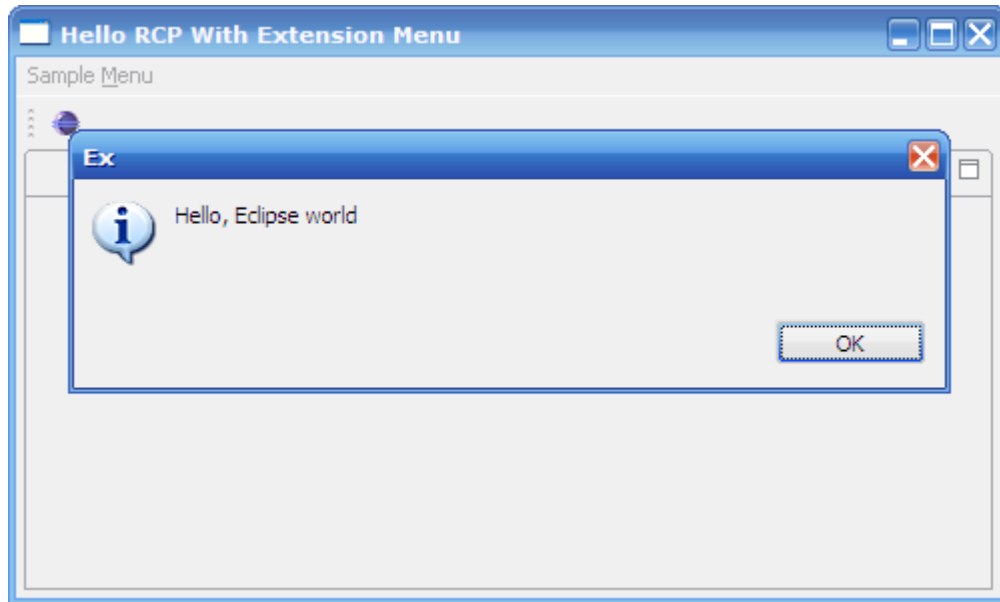 Hello RCP With Extension Menu
Sample Menu
Ex
Hello, Eclipse world
OK